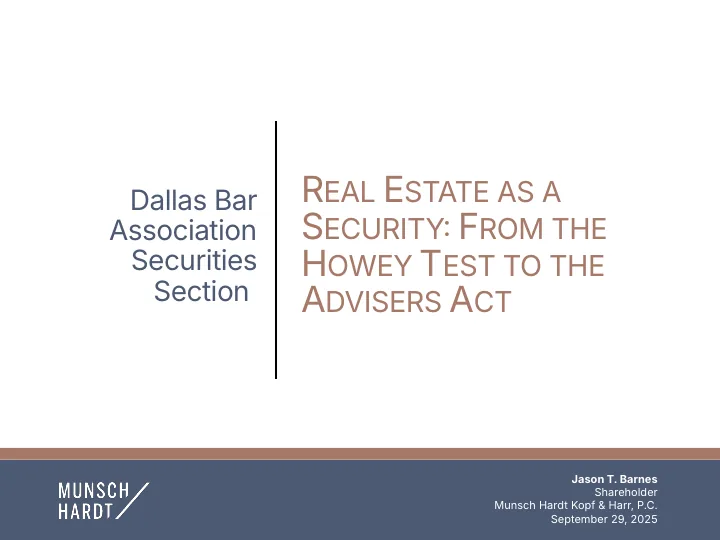 Dallas Bar
Association
Securities
Section
REAL ESTATE AS A
SECURITY: FROM THE
HOWEY TEST TO THE
ADVISERS ACT
MUNSCH
HARDT
Jason T. Barnes
Shareholder
Munsch Hardt Kopf & Harr, P.C.
September 29, 2025